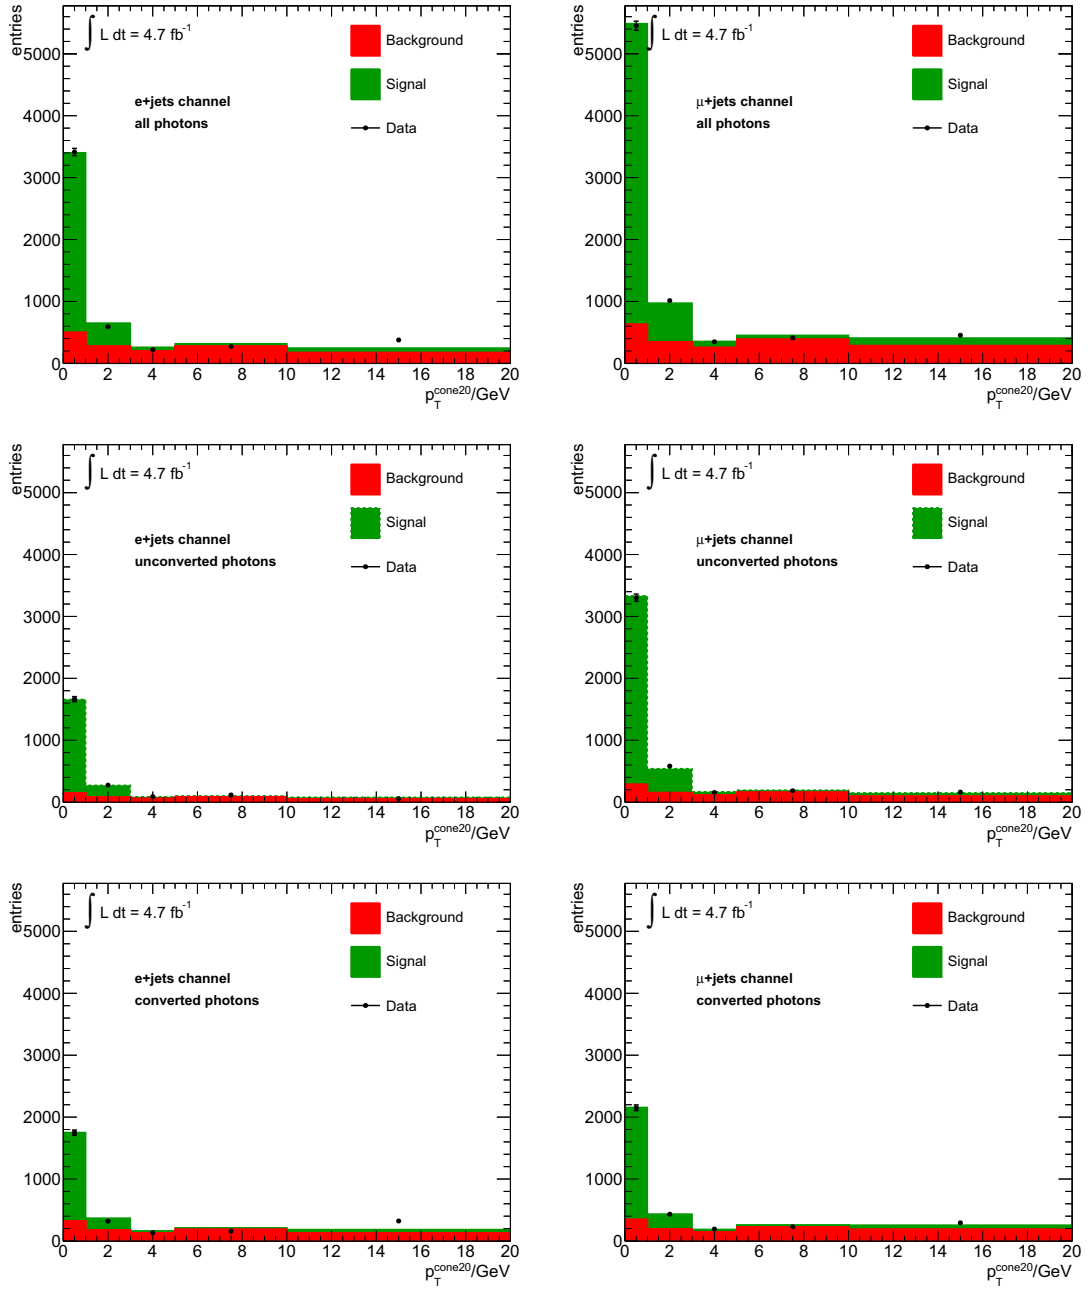 entries
∫ L dt = 4.7 fb⁻¹
Background
Signal
Data
e+jets channel
all photons
5000
4000
3000
2000
1000
0
0 2 4 6 8 10 12 14 16 18 20
p_T^cone20/GeV
entries
∫ L dt = 4.7 fb⁻¹
Background
Signal
Data
μ+jets channel
all photons
5000
4000
3000
2000
1000
0
0 2 4 6 8 10 12 14 16 18 20
p_T^cone20/GeV
entries
∫ L dt = 4.7 fb⁻¹
Background
Signal
Data
e+jets channel
unconverted photons
5000
4000
3000
2000
1000
0
0 2 4 6 8 10 12 14 16 18 20
p_T^cone20/GeV
entries
∫ L dt = 4.7 fb⁻¹
Background
Signal
Data
μ+jets channel
unconverted photons
5000
4000
3000
2000
1000
0
0 2 4 6 8 10 12 14 16 18 20
p_T^cone20/GeV
entries
∫ L dt = 4.7 fb⁻¹
Background
Signal
Data
e+jets channel
converted photons
5000
4000
3000
2000
1000
0
0 2 4 6 8 10 12 14 16 18 20
p_T^cone20/GeV
entries
∫ L dt = 4.7 fb⁻¹
Background
Signal
Data
μ+jets channel
converted photons
5000
4000
3000
2000
1000
0
0 2 4 6 8 10 12 14 16 18 20
p_T^cone20/GeV